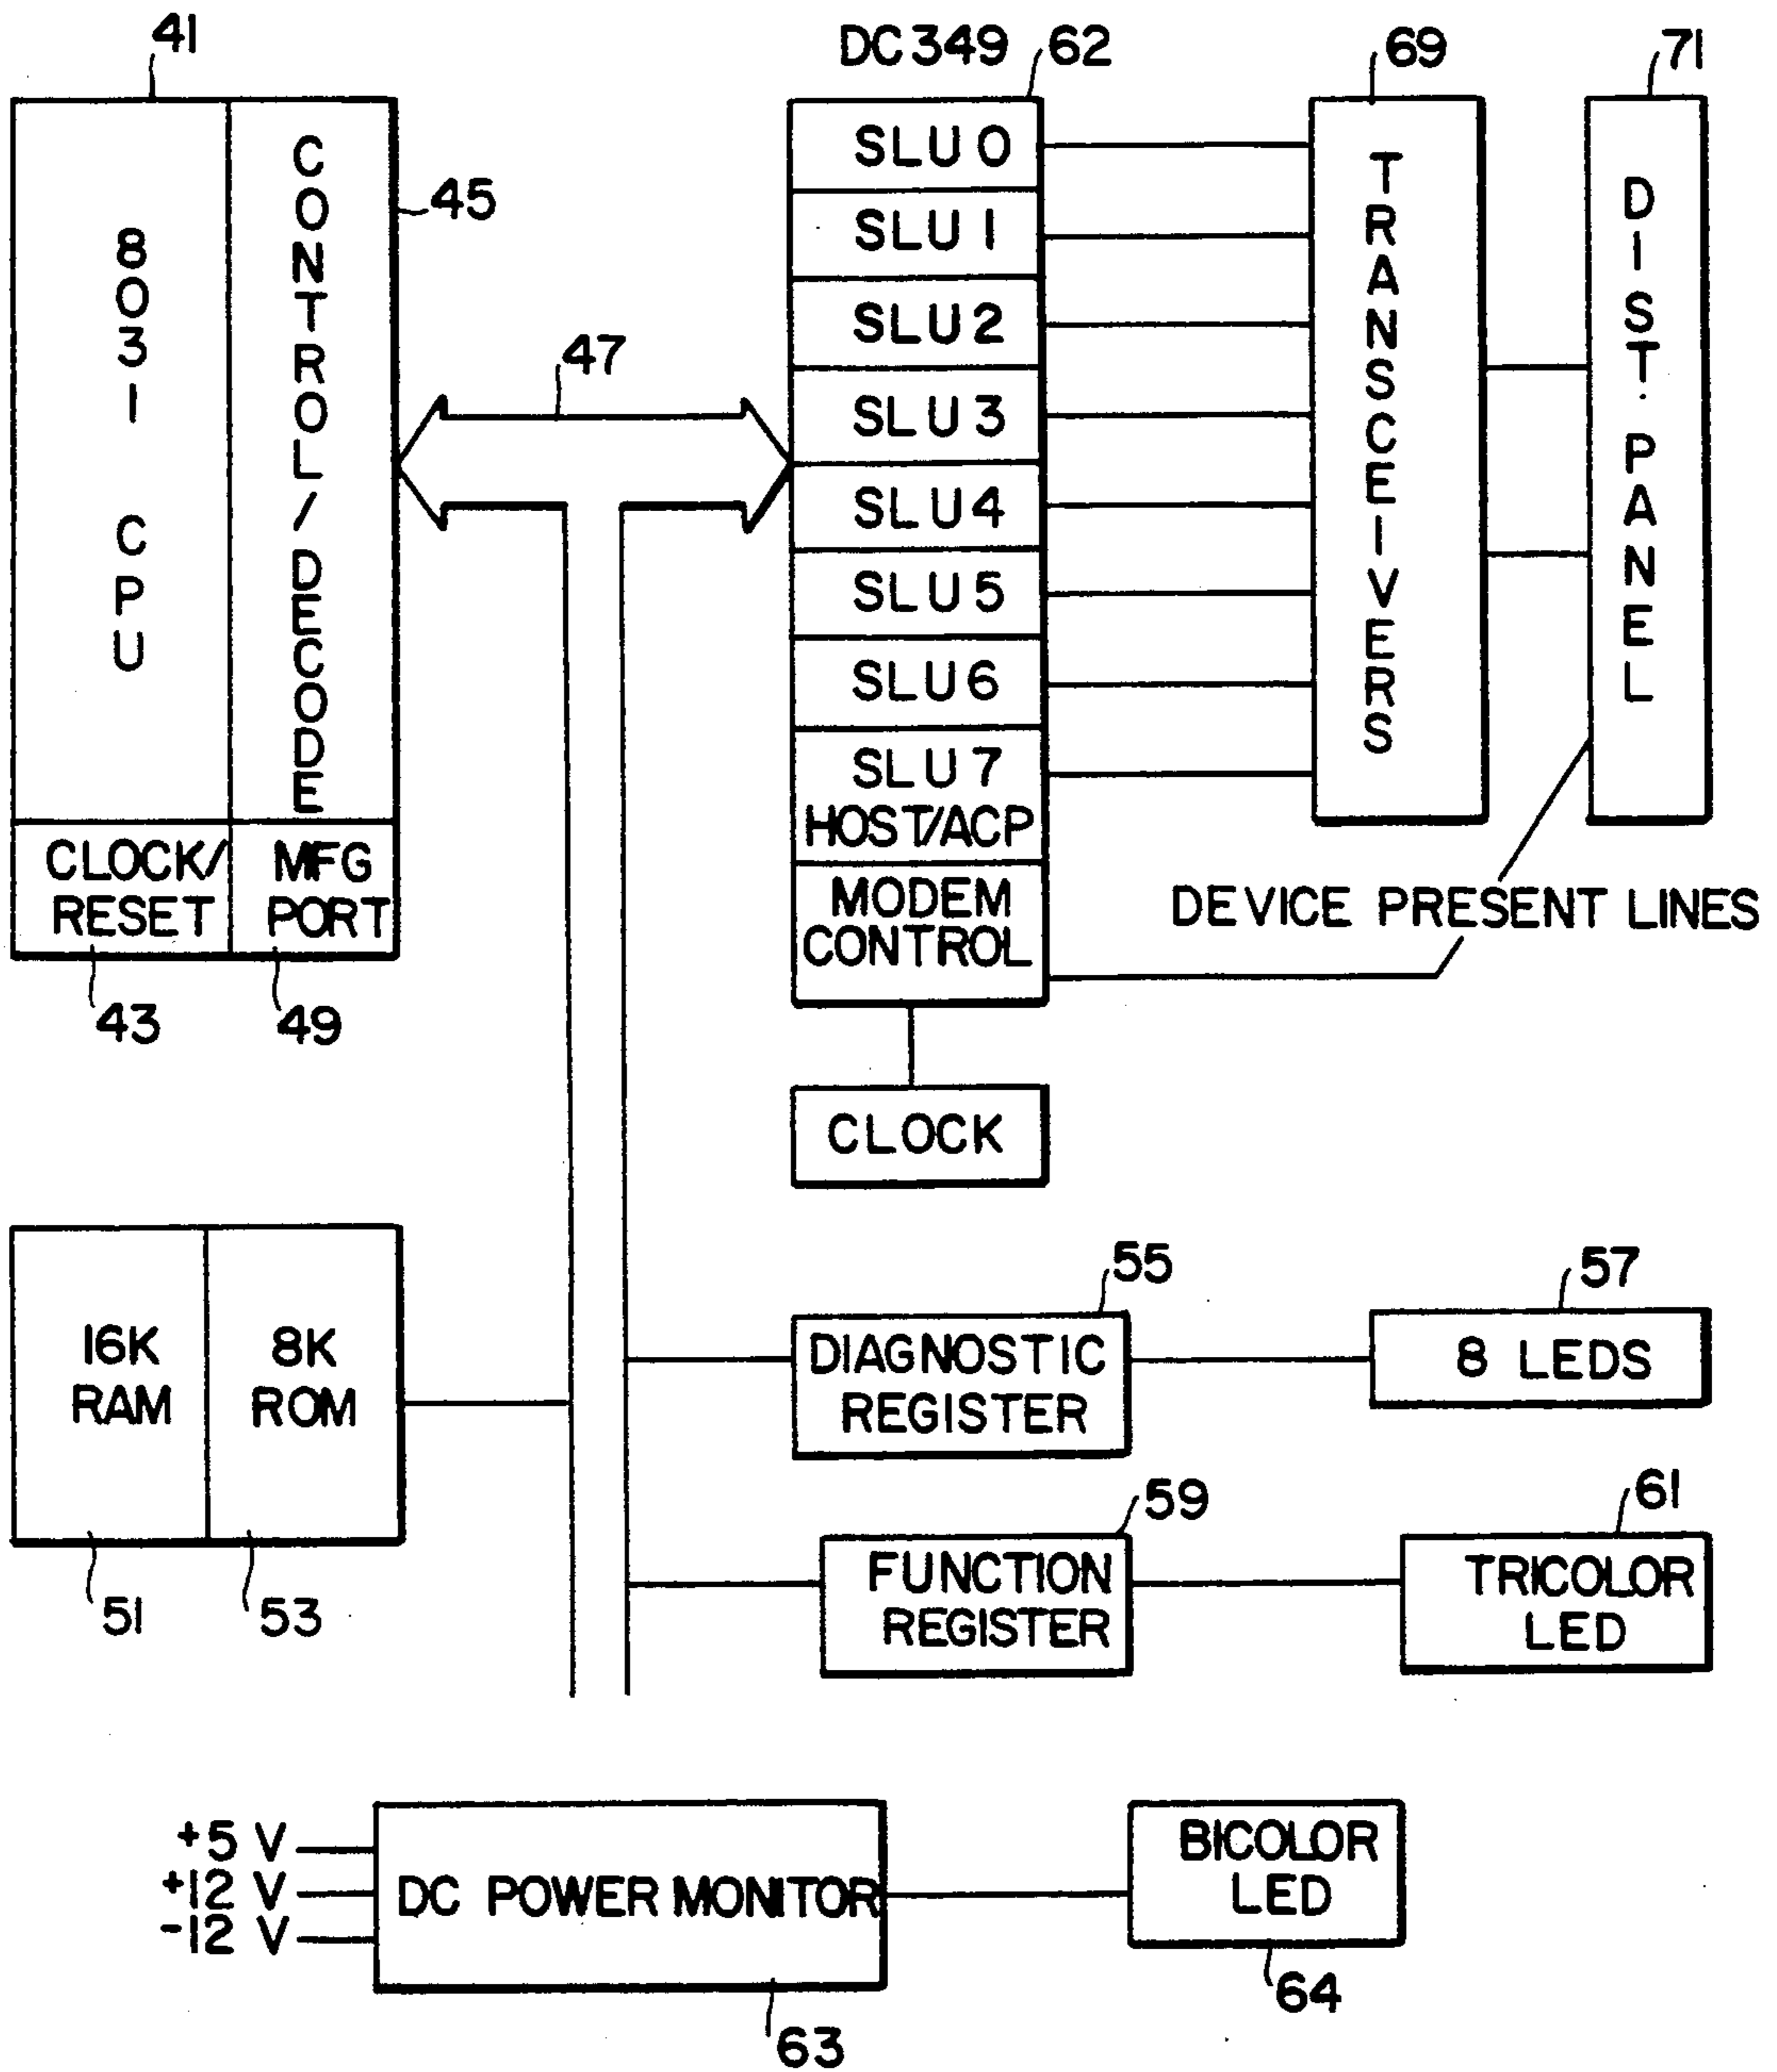 41
8031 CPU
CONTROL/DECODE
45
CLOCK/
RESET
MFG
PORT
43
49
47
DC349
62
SLU 0
SLU 1
SLU 2
SLU 3
SLU 4
SLU 5
SLU 6
SLU 7
HOST/ACP
MODEM
CONTROL
CLOCK
69
TRANSCEIVERS
71
DIST. PANEL
DEVICE PRESENT LINES
16K
RAM
8K
ROM
51
53
55
DIAGNOSTIC
REGISTER
57
8 LEDS
59
FUNCTION
REGISTER
61
TRICOLOR
LED
+5 V
+12 V
-12 V
DC POWER MONITOR
63
BICOLOR
LED
64